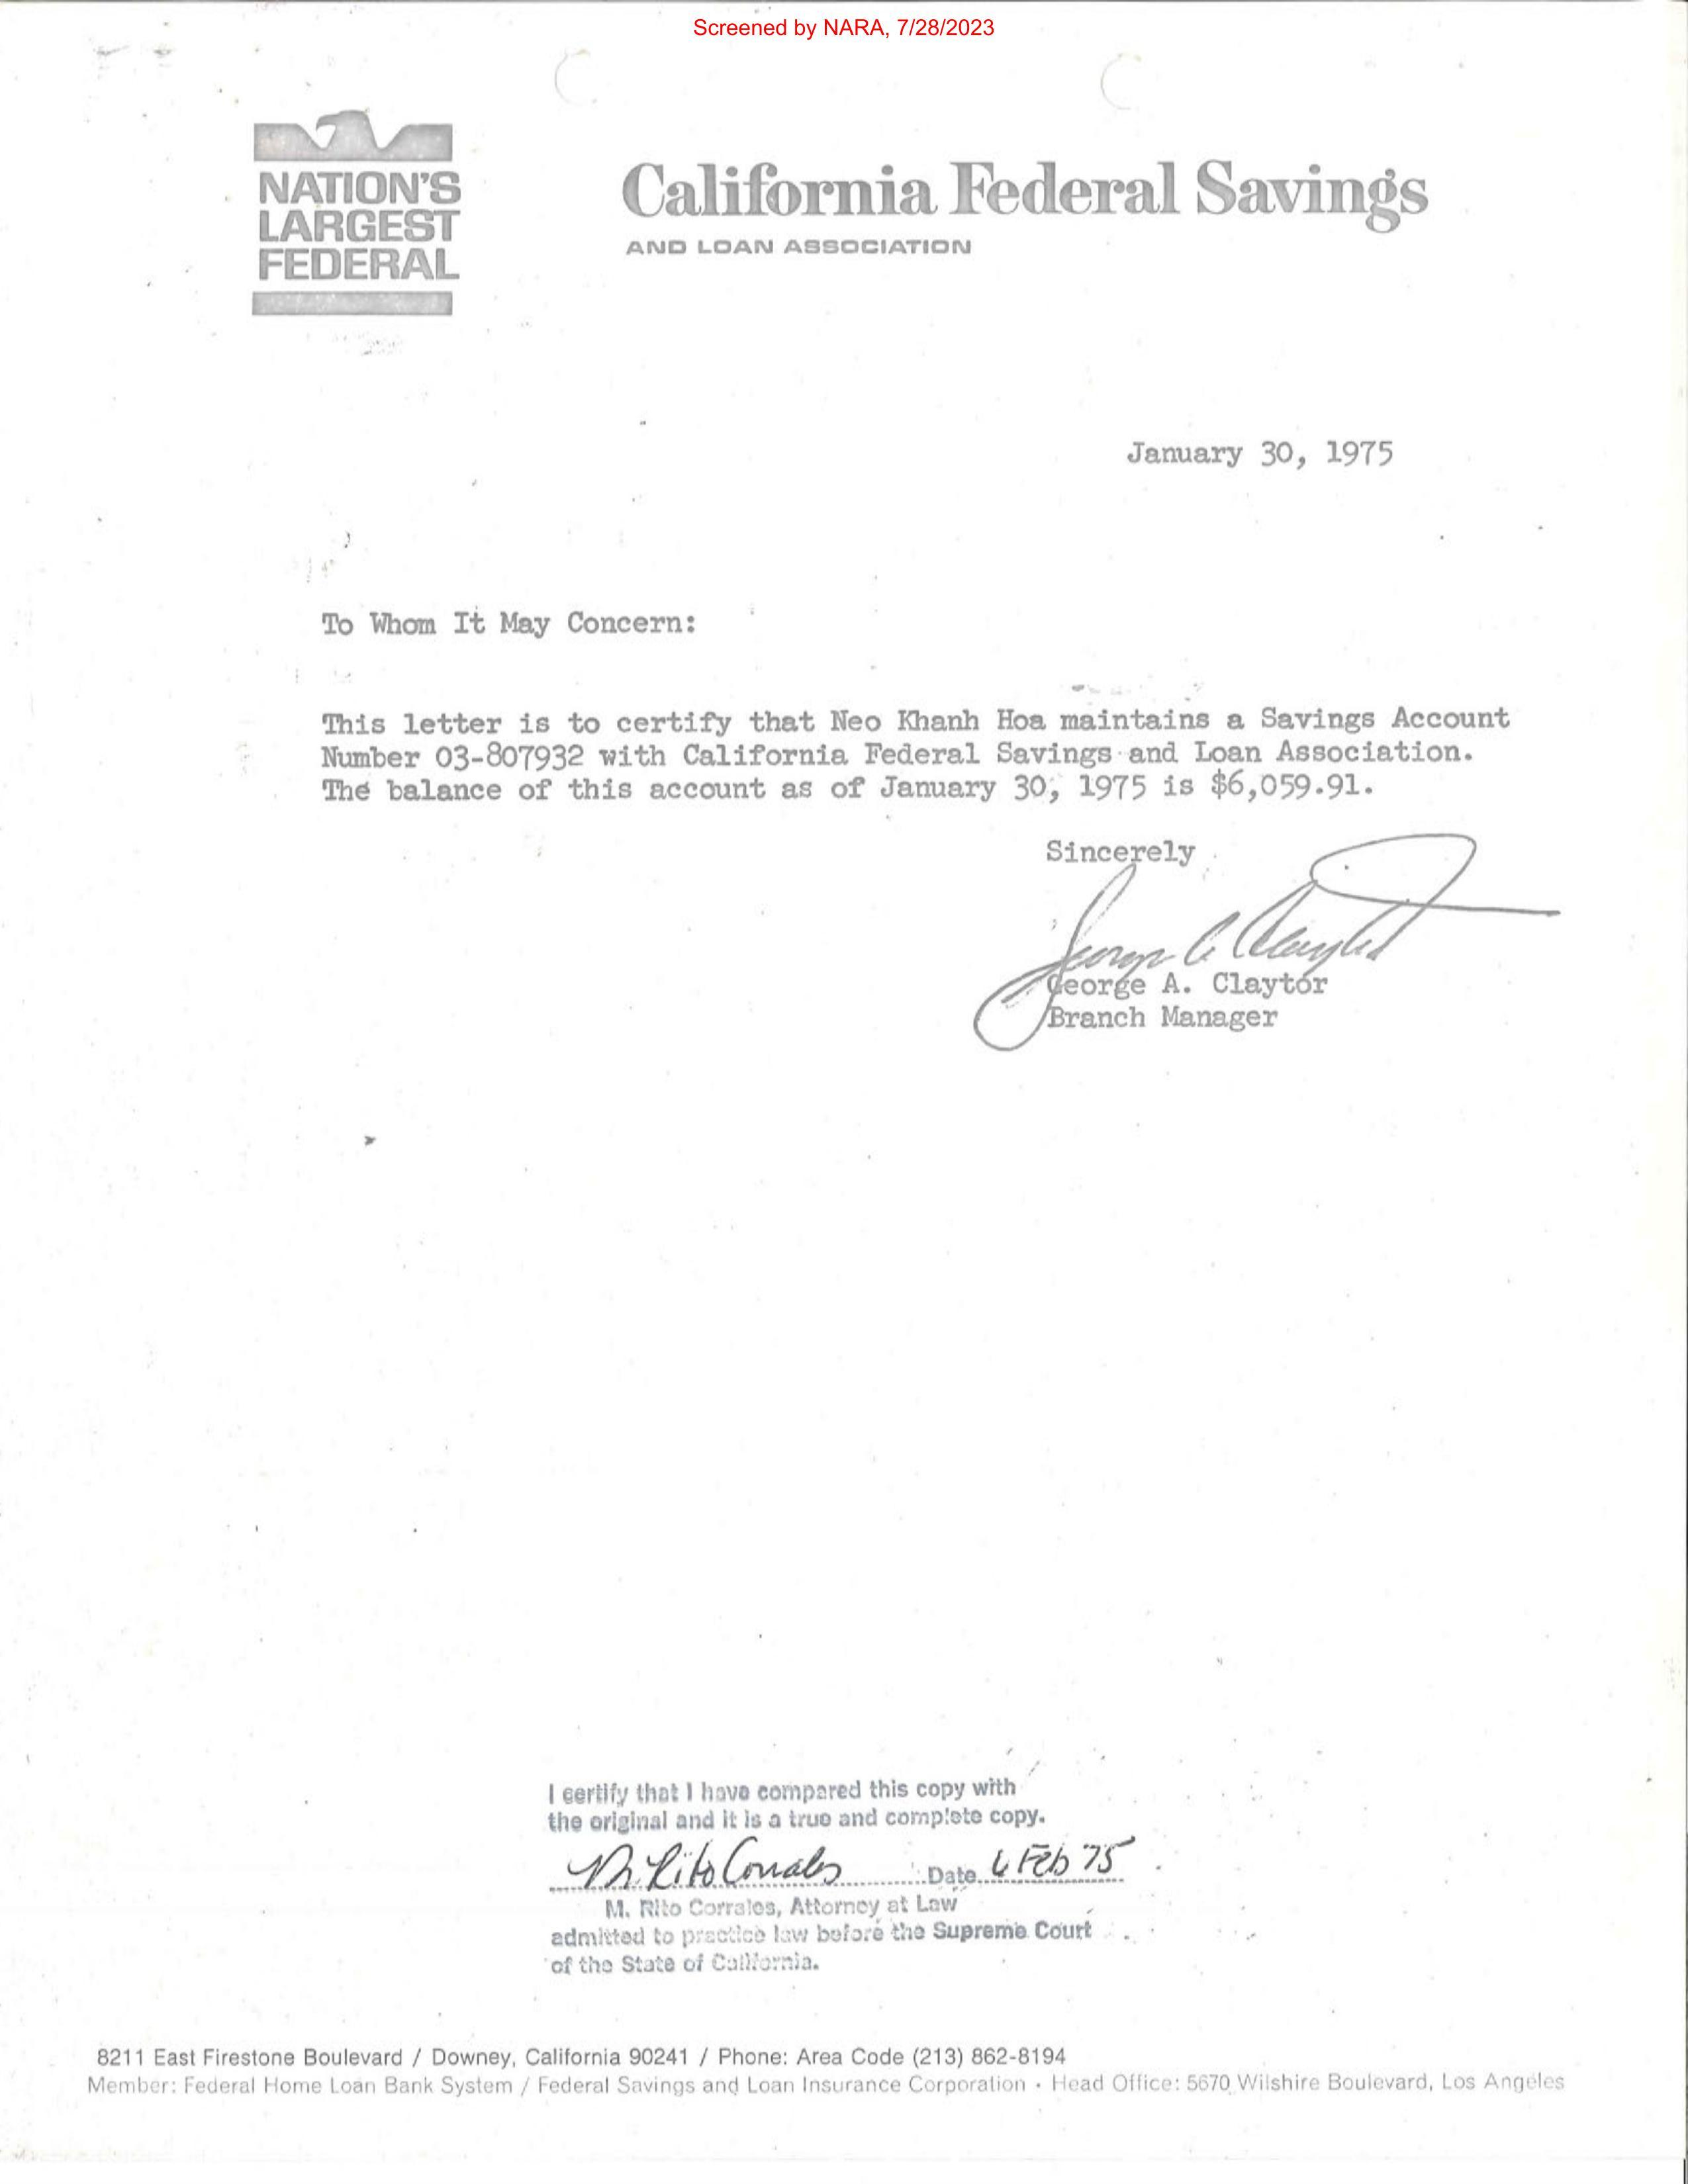 Screened by NARA, 7/28/2023
NATION'S
LARGEST
FEDERAL
California Federal Savings
AND LOAN ASSOCIATION
January 30, 1975
To Whom It May Concern:
This letter is to certify that Neo Khanh Hoa maintains a Savings Account
Number 03-807932 with California Federal Savings and Loan Association.
The balance of this account as of January 30, 1975 is $6,059.91.
Sincerely
George A. Claytor
George A. Claytor
Branch Manager
I certify that I have compared this copy with
the original and it is a true and complete copy.
M. Rito Corrales Date 6 Feb 75
M. Rito Corrales, Attorney at Law
admitted to practice law before the Supreme Court
of the State of California.
8211 East Firestone Boulevard / Downey, California 90241 / Phone: Area Code (213) 862-8194
Member: Federal Home Loan Bank System / Federal Savings and Loan Insurance Corporation • Head Office: 5670 Wilshire Boulevard, Los Angeles